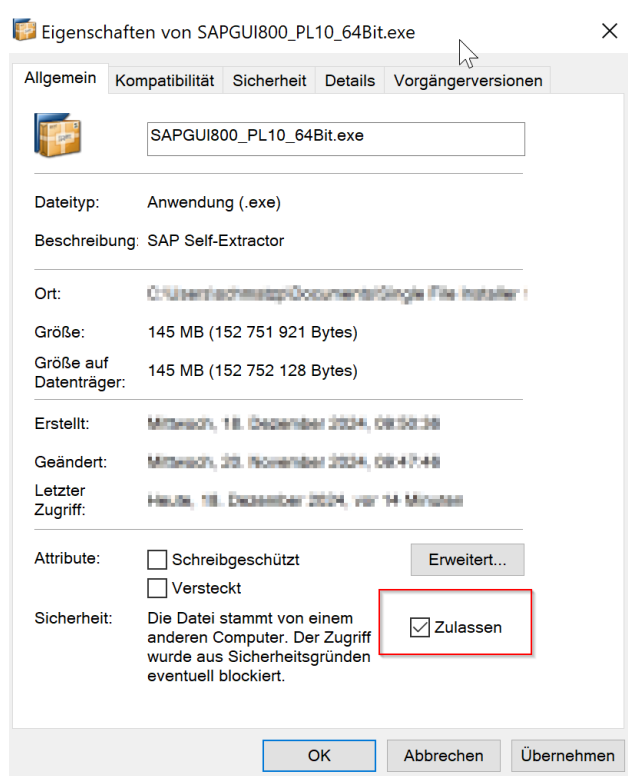 Eigenschaften von SAPGUI800_PL10_64Bit.exe
Allgemein Kompatibilität Sicherheit Details Vorgängerversionen
SAPGUI800_PL10_64Bit.exe
Dateityp: Anwendung (.exe)
Beschreibung: SAP Self-Extractor
Ort:
Größe: 145 MB (152 751 921 Bytes)
Größe auf
Datenträger: 145 MB (152 752 128 Bytes)
Erstellt:
Geändert:
Letzter
Zugriff:
Attribute: Schreibgeschützt Erweitert...
Versteckt
Sicherheit: Die Datei stammt von einem
anderen Computer. Der Zugriff
wurde aus Sicherheitsgründen
eventuell blockiert.
Zulassen
OK Abbrechen Übernehmen